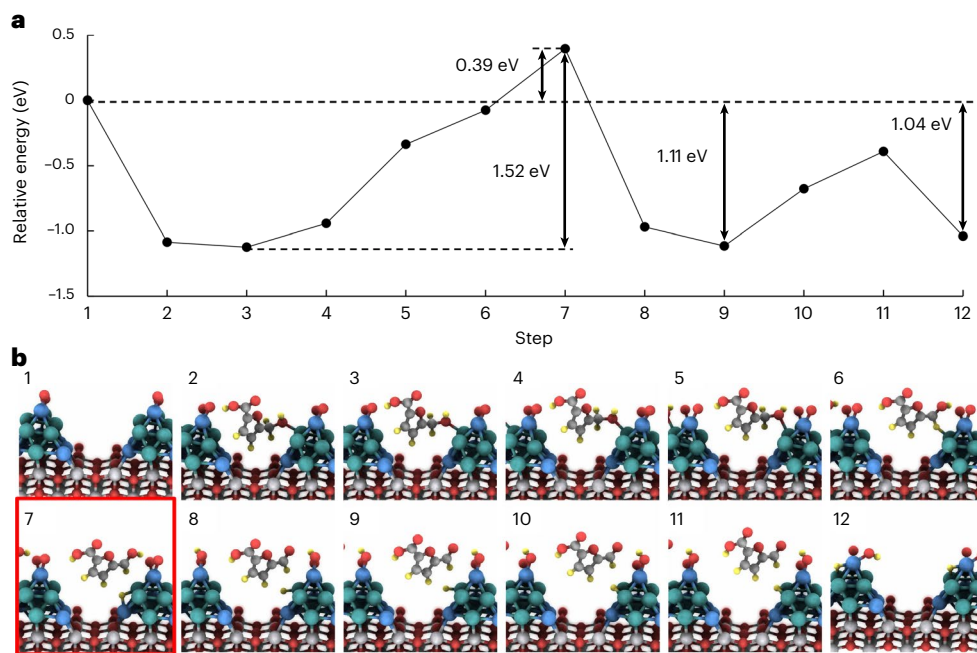 a
0.5
0
–0.5
–1.0
–1.5
Relative energy (eV)
0.39 eV
1.52 eV
1.11 eV
1.04 eV
1 2 3 4 5 6 7 8 9 10 11 12
Step
b
1 2 3 4 5 6
7 8 9 10 11 12